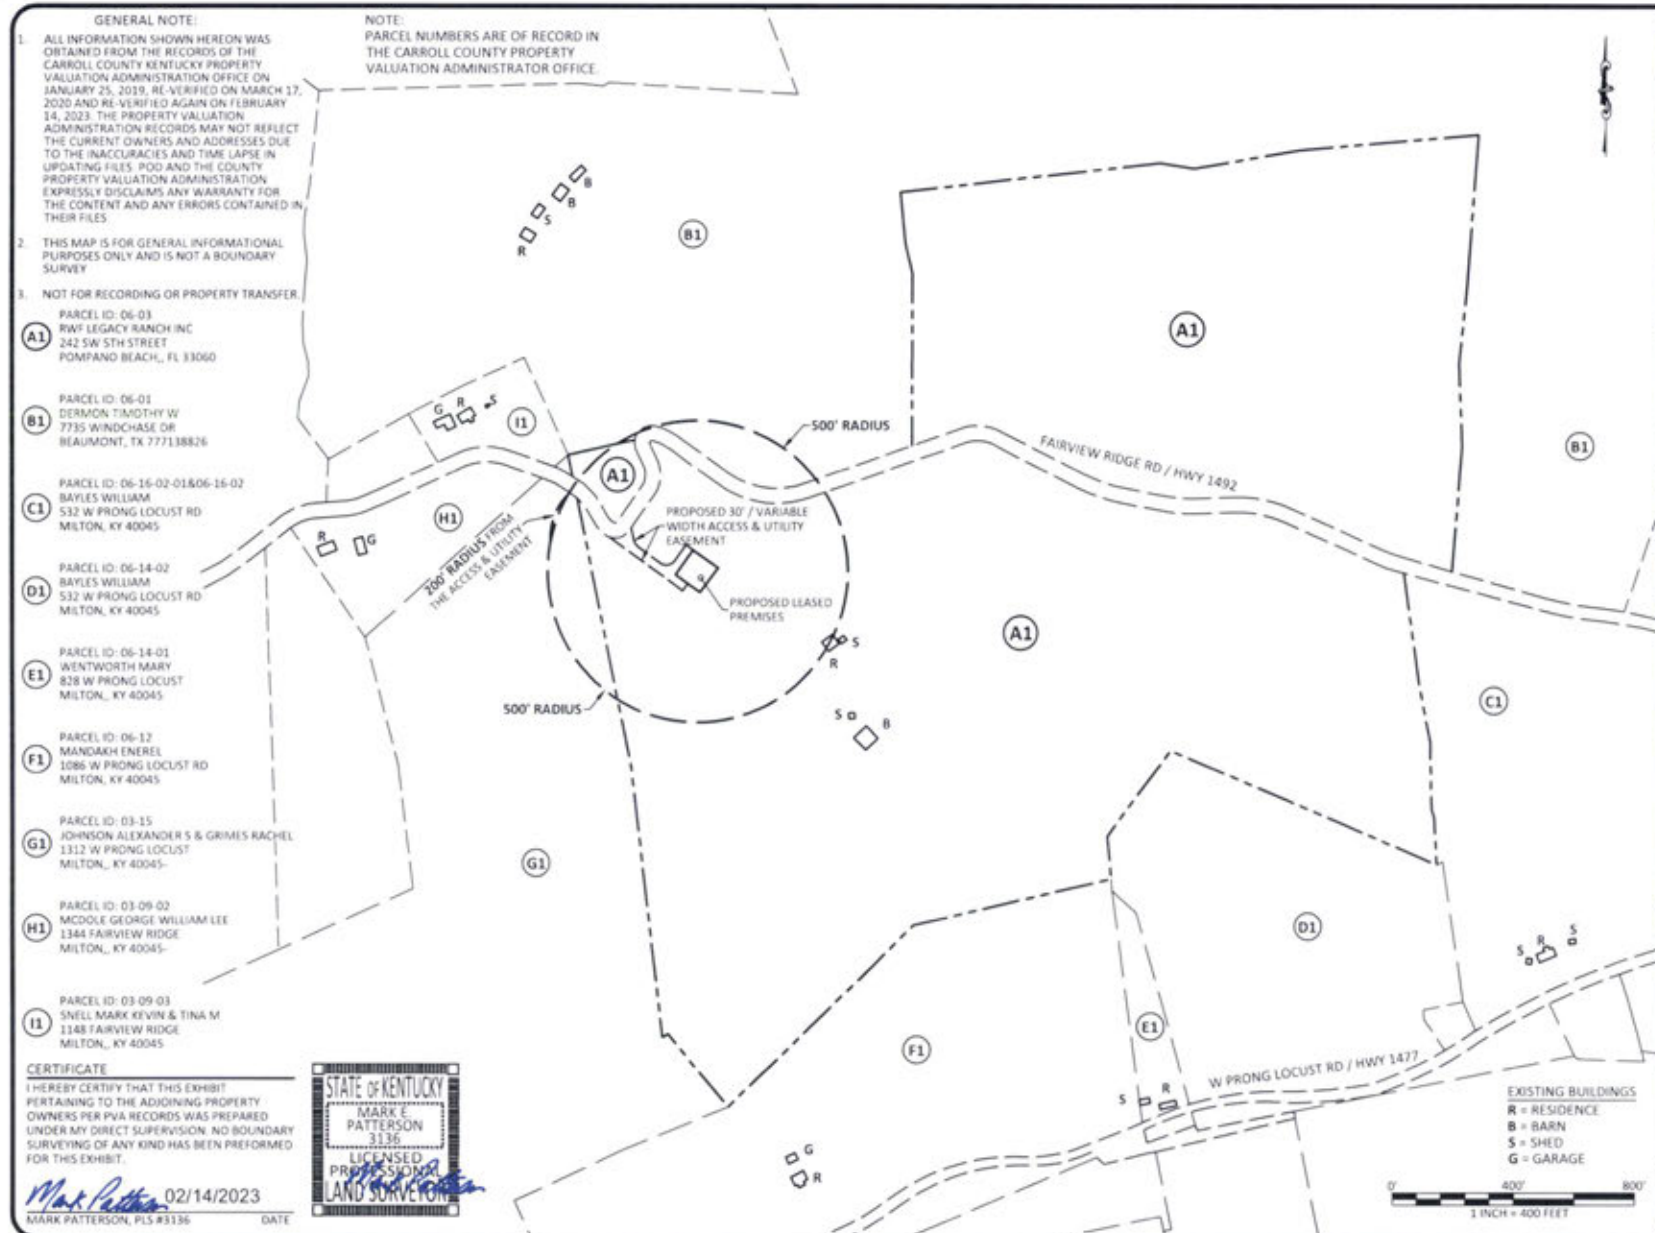 GENERAL NOTE:
1. ALL INFORMATION SHOWN HEREON WAS
OBTAINED FROM THE RECORDS OF THE
CARROLL COUNTY KENTUCKY PROPERTY
VALUATION ADMINISTRATION OFFICE ON
JANUARY 25, 2019, RE-VERIFIED ON MARCH 17,
2020 AND RE-VERIFIED AGAIN ON FEBRUARY
14, 2023. THE PROPERTY VALUATION
ADMINISTRATION RECORDS MAY NOT REFLECT
THE CURRENT OWNERS AND ADDRESSES DUE
TO THE INACCURACIES AND TIME LAPSE IN
UPDATING FILES. POD AND THE COUNTY
PROPERTY VALUATION ADMINISTRATION
EXPRESSLY DISCLAIMS ANY WARRANTY FOR
THE CONTENT AND ANY ERRORS CONTAINED IN
THEIR FILES
2. THIS MAP IS FOR GENERAL INFORMATIONAL
PURPOSES ONLY AND IS NOT A BOUNDARY
SURVEY
3. NOT FOR RECORDING OR PROPERTY TRANSFER.
NOTE:
PARCEL NUMBERS ARE OF RECORD IN
THE CARROLL COUNTY PROPERTY
VALUATION ADMINISTRATOR OFFICE.
A1
PARCEL ID: 06-03
RWF LEGACY RANCH INC
242 SW 5TH STREET
POMPANO BEACH,, FL 33060
B1
PARCEL ID: 06-01
DERMON TIMOTHY W
7735 WINDCHASE DR
BEAUMONT, TX 777138826
C1
PARCEL ID: 06-16-02-01&06-16-02
BAYLES WILLIAM
532 W PRONG LOCUST RD
MILTON, KY 40045
D1
PARCEL ID: 06-14-02
BAYLES WILLIAM
532 W PRONG LOCUST RD
MILTON, KY 40045
E1
PARCEL ID: 06-14-01
WENTWORTH MARY
828 W PRONG LOCUST
MILTON,, KY 40045
F1
PARCEL ID: 06-12
MANDAKH ENEREL
1086 W PRONG LOCUST RD
MILTON, KY 40045
G1
PARCEL ID: 03-15
JOHNSON ALEXANDER S & GRIMES RACHEL
1312 W PRONG LOCUST
MILTON,, KY 40045-
H1
PARCEL ID: 03-09-02
MCDOLE GEORGE WILLIAM LEE
1344 FAIRVIEW RIDGE
MILTON,, KY 40045-
I1
PARCEL ID: 03-09-03
SNELL MARK KEVIN & TINA M
1148 FAIRVIEW RIDGE
MILTON,, KY 40045
CERTIFICATE
I HEREBY CERTIFY THAT THIS EXHIBIT
PERTAINING TO THE ADJOINING PROPERTY
OWNERS PER PVA RECORDS WAS PREPARED
UNDER MY DIRECT SUPERVISION. NO BOUNDARY
SURVEYING OF ANY KIND HAS BEEN PREFORMED
FOR THIS EXHIBIT.
Mark Patterson 02/14/2023
MARK PATTERSON, PLS #3136 DATE
STATE OF KENTUCKY
MARK E.
PATTERSON
3136
LICENSED
PROFESSIONAL
LAND SURVEYOR
Mark Patterson
B
B
S
R
B1
A1
B1
G R S
I1
500' RADIUS
A1
FAIRVIEW RIDGE RD / HWY 1492
H1
R
G
200' RADIUS FROM
THE ACCESS & UTILITY
EASEMENT
PROPOSED 30' / VARIABLE
WIDTH ACCESS & UTILITY
EASEMENT
PROPOSED LEASED
PREMISES
S
R
A1
500' RADIUS
S
B
C1
G1
D1
S R S
F1
E1
W PRONG LOCUST RD / HWY 1477
S R
G
R
EXISTING BUILDINGS
R = RESIDENCE
B = BARN
S = SHED
G = GARAGE
0' 400' 800'
1 INCH = 400 FEET